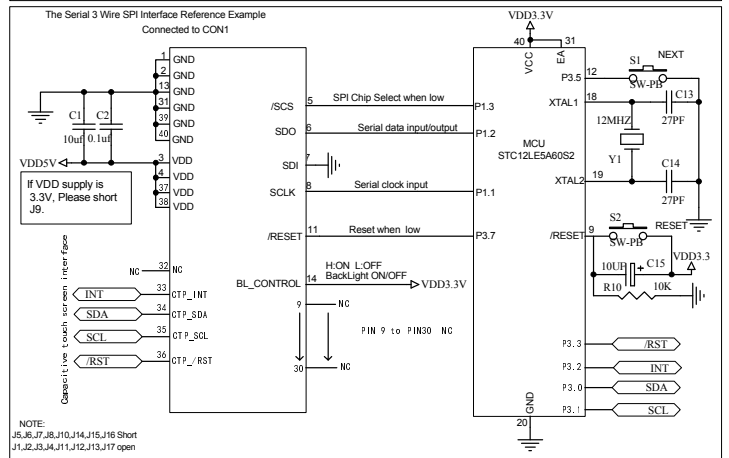 The Serial 3 Wire SPI Interface Reference Example
Connected to CON1
VDD3.3V
1 GND
2 GND
13 GND
31 GND
39 GND
40 GND
C1 C2
10uf 0.1uf
VDD5V
3 VDD
4 VDD
37 VDD
38 VDD
If VDD supply is
3.3V, Please short
J9.
NC 32 NC
Capacitive touch screen interface
INT 33 CTP_INT
SDA 34 CTP_SDA
SCL 35 CTP_SCL
/RST 36 CTP_/RST
/SCS 5 SPI Chip Select when low P1.3
SDO 6 Serial data input/output P1.2
SDI 7
SCLK 8 Serial clock input P1.1
/RESET 11 Reset when low P3.7
H:ON L:OFF
BL_CONTROL 14 BackLight ON/OFF VDD3.3V
9 NC
PIN 9 to PIN30 NC
30 NC
40 31
VCC EA
MCU
STC12LE5A60S2
S1 NEXT
P3.5 12 SW-PB
XTAL1 18
C13
27PF
12MHZ
Y1
C14
XTAL2 19
27PF
S2 RESET
/RESET 9 SW-PB
VDD3.3
10UF + C15
R10 10K
P3.3 /RST
P3.2 INT
P3.0 SDA
P3.1 SCL
GND
20
NOTE:
J5,J6,J7,J8,J10,J14,J15,J16 Short
J1,J2,J3,J4,J11,J12,J13,J17 open